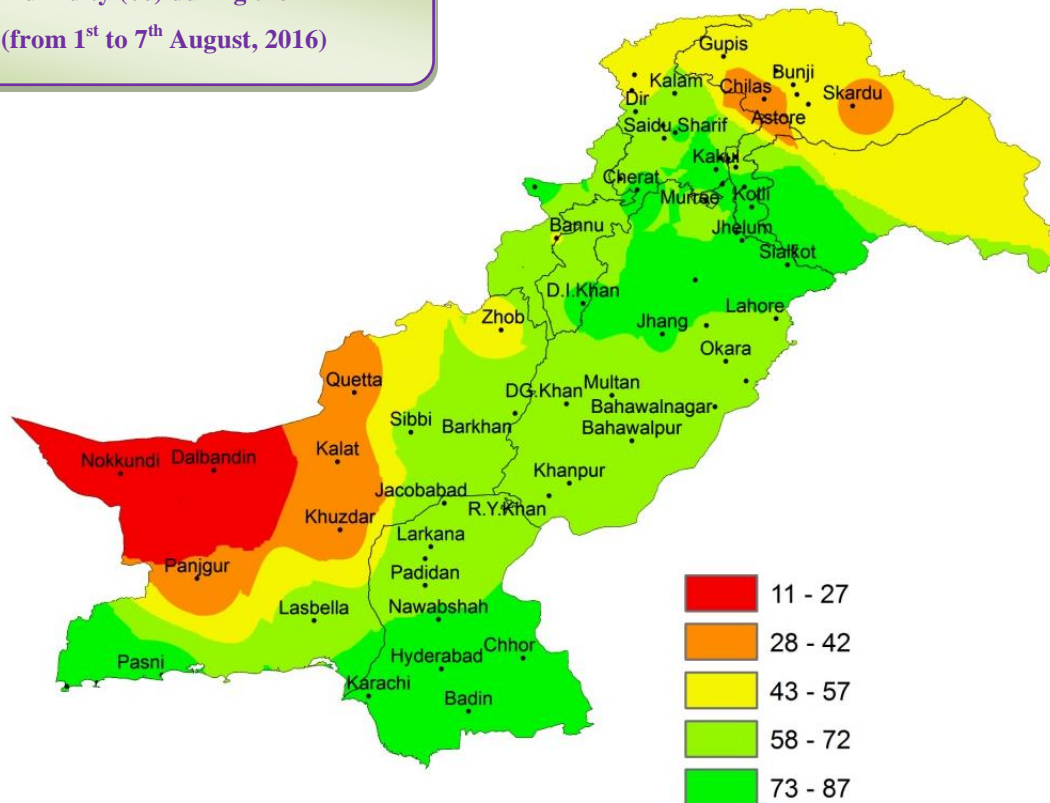 (from 1st to 7th August, 2016)
Gupis
Bunji
Kalam
Chilas
Skardu
Dir
Astore
Saidu Sharif
Kakul
Cherat
Murree
Kotli
Bannu
Jhelum
Sialkot
D.I.Khan
Zhob
Lahore
Jhang
Okara
Quetta
DG.Khan
Multan
Bahawalnagar
Sibbi
Barkhan
Bahawalpur
Nokkundi
Dalbandin
Kalat
Khanpur
Jacobabad
R.Y.Khan
Khuzdar
Larkana
Panjgur
Padidan
Lasbella
Nawabshah
Chhor
Pasni
Hyderabad
Karachi
Badin
11 - 27
28 - 42
43 - 57
58 - 72
73 - 87